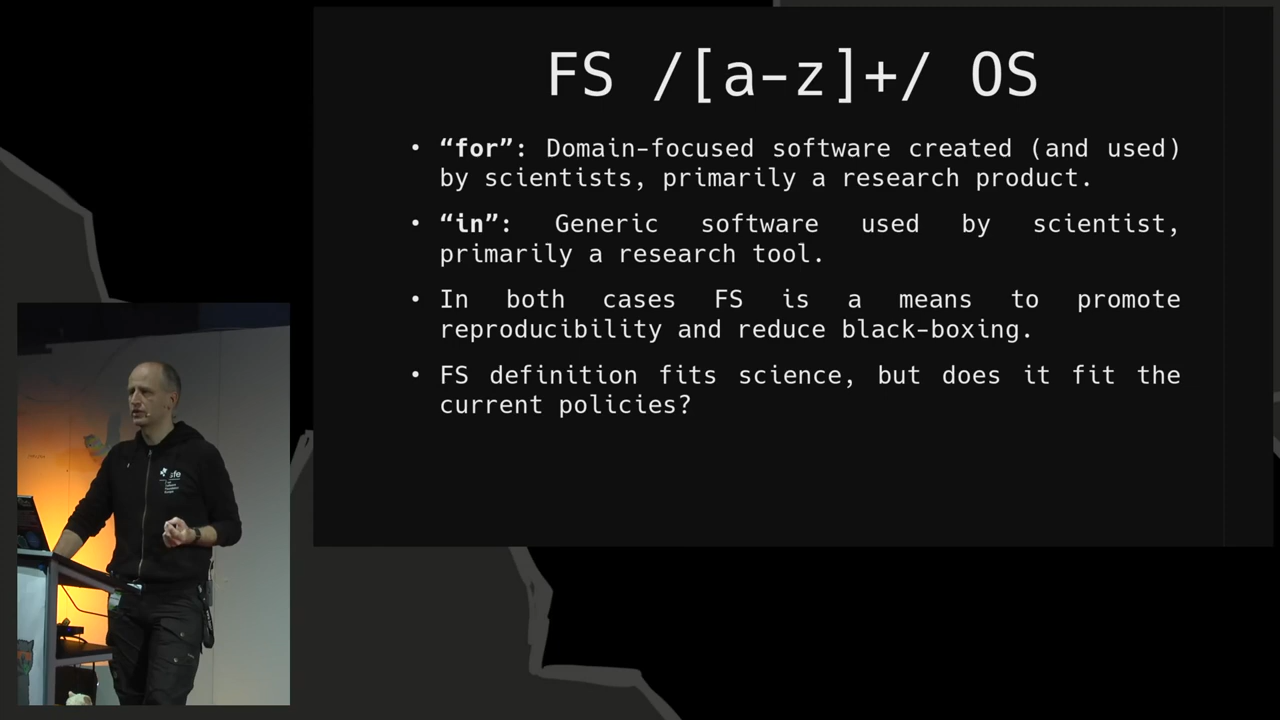 FS /[a-z]+/ OS
• “for”: Domain-focused software created (and used)
by scientists, primarily a research product.
• “in”: Generic software used by scientist,
primarily a research tool.
• In both cases FS is a means to promote
reproducibility and reduce black-boxing.
• FS definition fits science, but does it fit the
current policies?
sfe